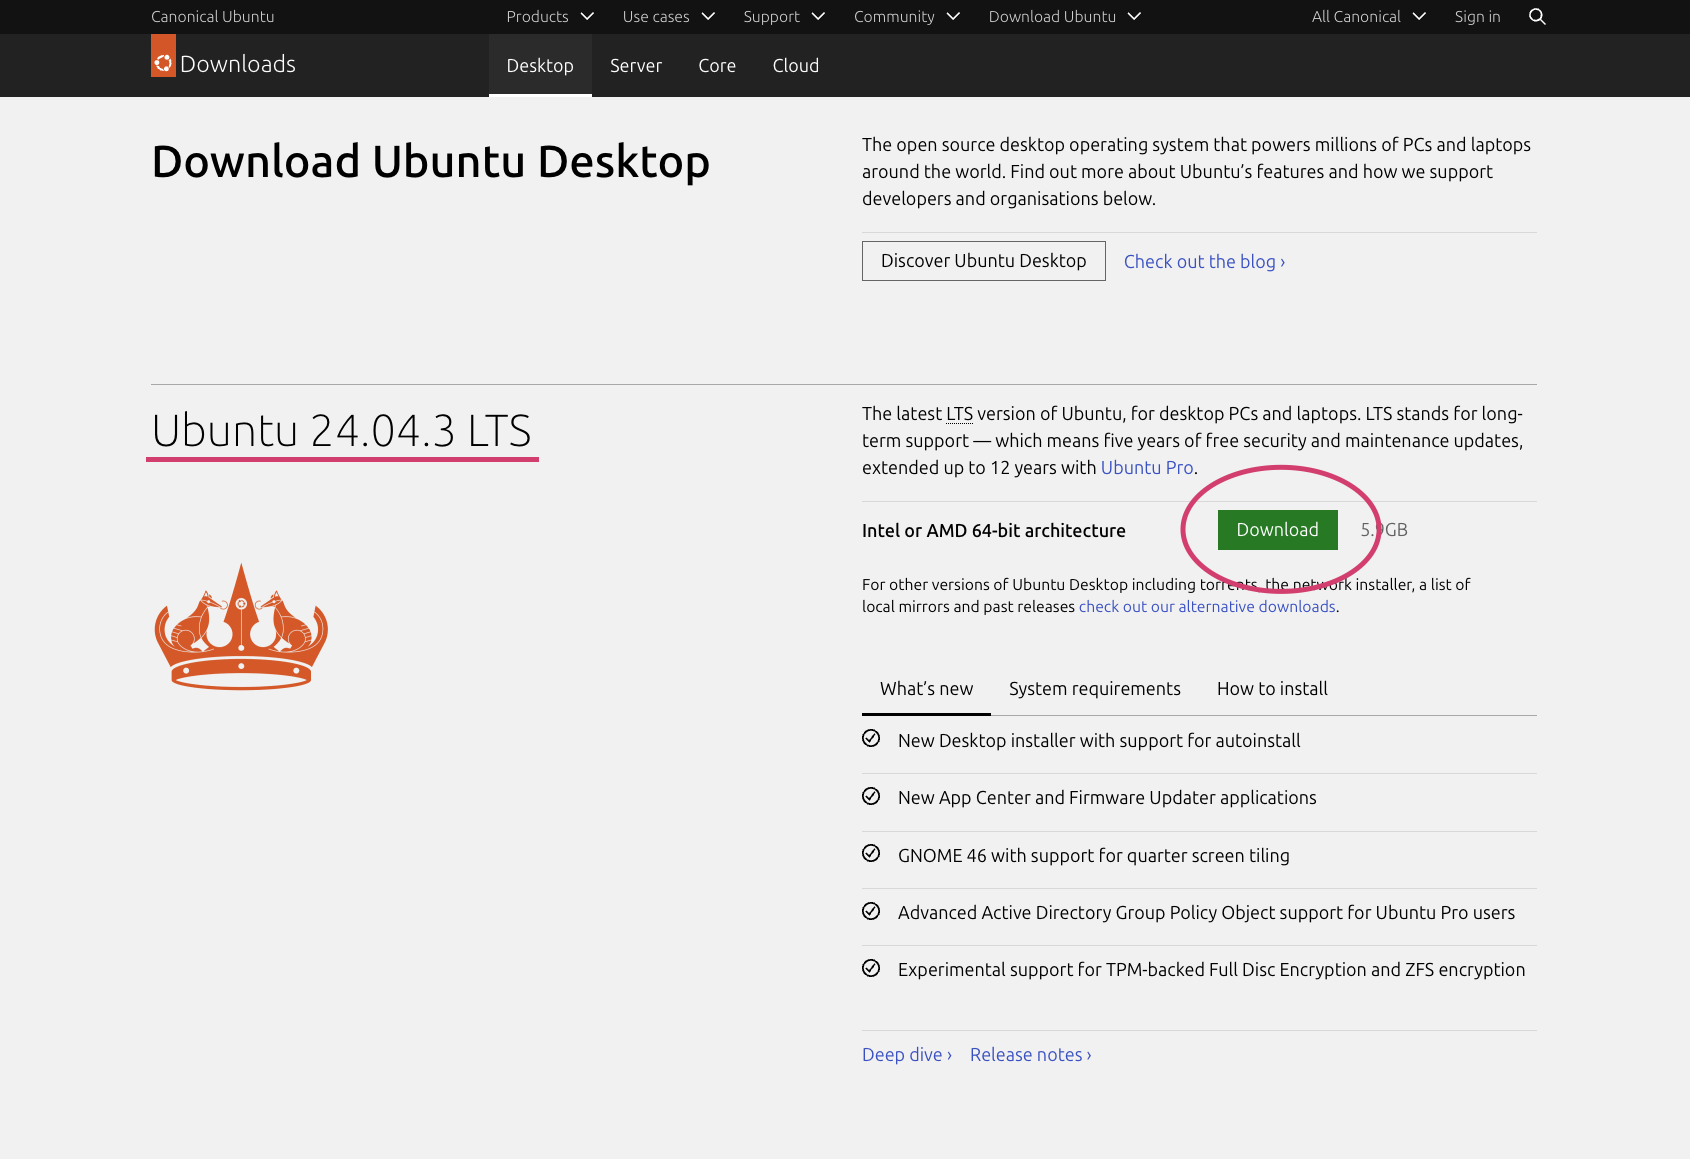 Canonical Ubuntu
Products
Use cases
Support
Community
Download Ubuntu
All Canonical
Sign in
Downloads
Desktop
Server
Core
Cloud
Download Ubuntu Desktop
The open source desktop operating system that powers millions of PCs and laptops
around the world. Find out more about Ubuntu’s features and how we support
developers and organisations below.
Discover Ubuntu Desktop
Check out the blog ›
Ubuntu 24.04.3 LTS
The latest LTS version of Ubuntu, for desktop PCs and laptops. LTS stands for long-
term support — which means five years of free security and maintenance updates,
extended up to 12 years with Ubuntu Pro.
Intel or AMD 64-bit architecture
Download
5.9GB
For other versions of Ubuntu Desktop including torrents, the network installer, a list of
local mirrors and past releases check out our alternative downloads.
What’s new
System requirements
How to install
New Desktop installer with support for autoinstall
New App Center and Firmware Updater applications
GNOME 46 with support for quarter screen tiling
Advanced Active Directory Group Policy Object support for Ubuntu Pro users
Experimental support for TPM-backed Full Disc Encryption and ZFS encryption
Deep dive ›
Release notes ›